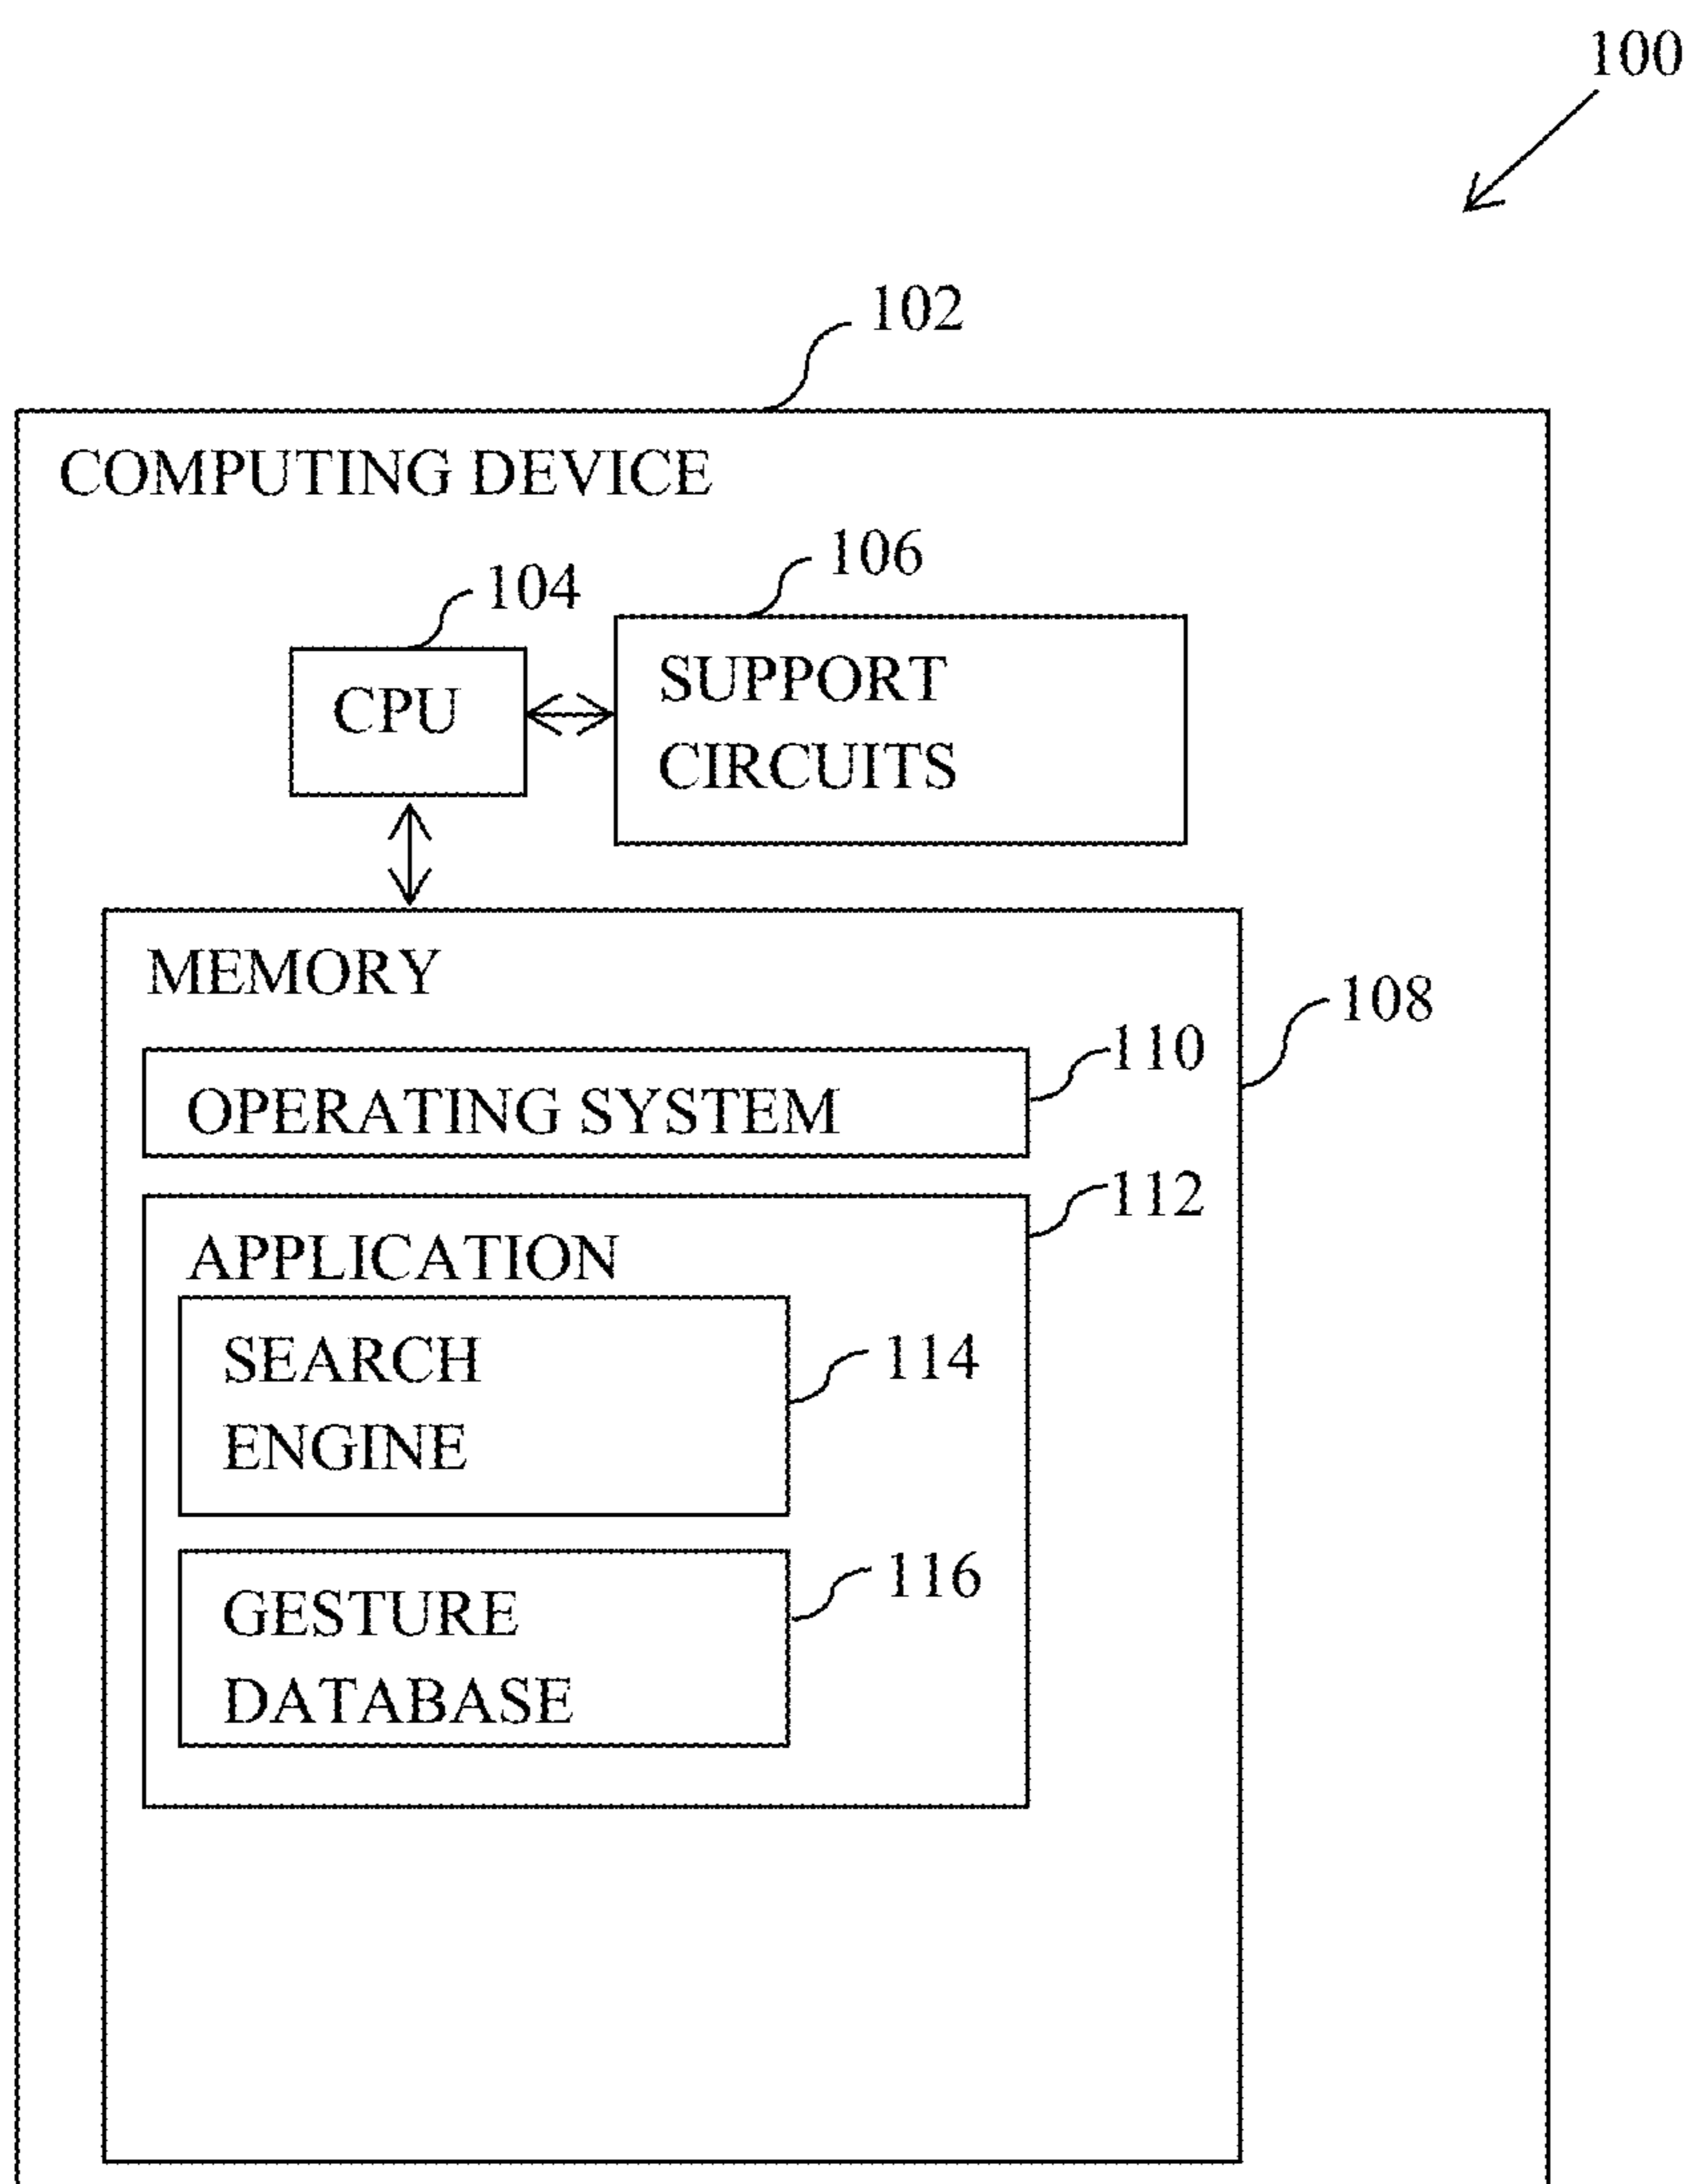 100
102
COMPUTING DEVICE
106
104
SUPPORT
CPU
CIRCUITS
MEMORY
108
110
OPERATING SYSTEM
112
APPLICATION
SEARCH
114
ENGINE
116
GESTURE
DATABASE